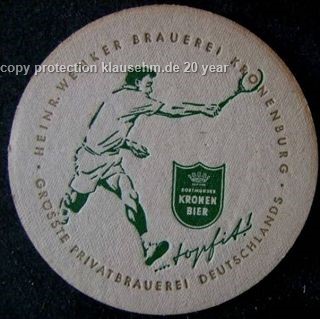 copy protection klausehm.de 20 year
HEINR. WENKER BRAUEREI KRONENBURG
DORTMUNDER
KRONEN
BIER
... topfit!
· GRÖSSTE PRIVATBRAUEREI DEUTSCHLANDS ·